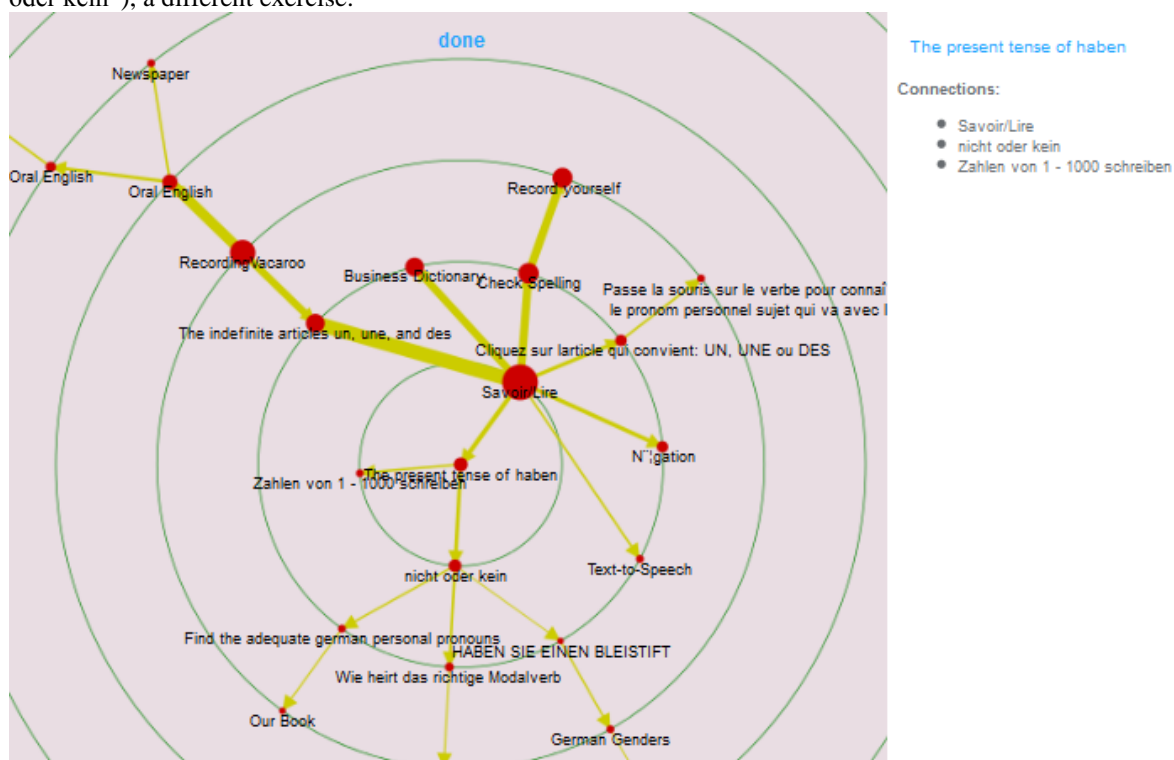 oder kein"), a different exercise.
done
The present tense of haben
Connections:
Savoir/Lire
nicht oder kein
Zahlen von 1 - 1000 schreiben
Newspaper
Oral English
Oral English
Record yourself
RecordingVacaroo
Business Dictionary
Check Spelling
Passe la souris sur le verbe pour connaî
le pronom personnel sujet qui va avec l
The indefinite articles un, une, and des
Cliquez sur larticle qui convient: UN, UNE ou DES
Savoir/Lire
N¨¦gation
The present tense of haben
Zahlen von 1 - 1000 schreiben
Text-to-Speech
nicht oder kein
Find the adequate german personal pronouns
HABEN SIE EINEN BLEISTIFT
Wie heirt das richtige Modalverb
Our Book
German Genders